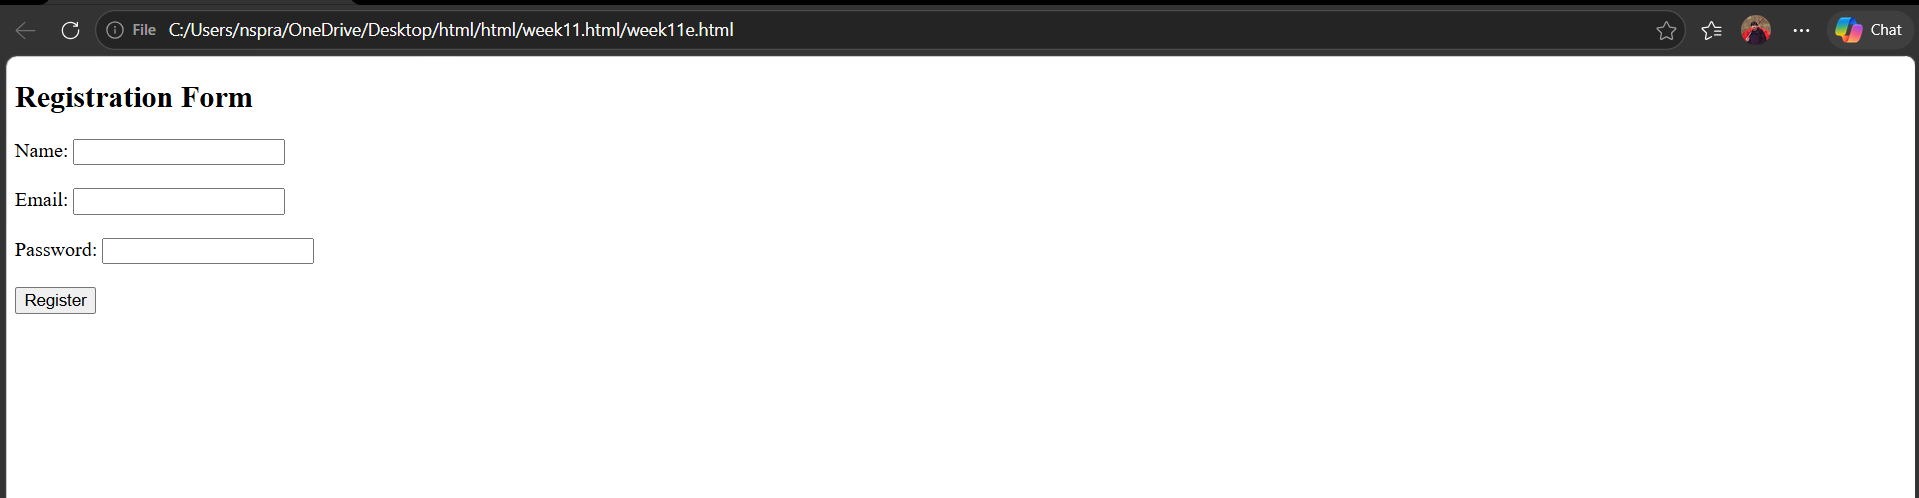 File C:/Users/nspra/OneDrive/Desktop/html/html/week11.html/week11e.html Chat
Registration Form
Name:
Email:
Password:
Register